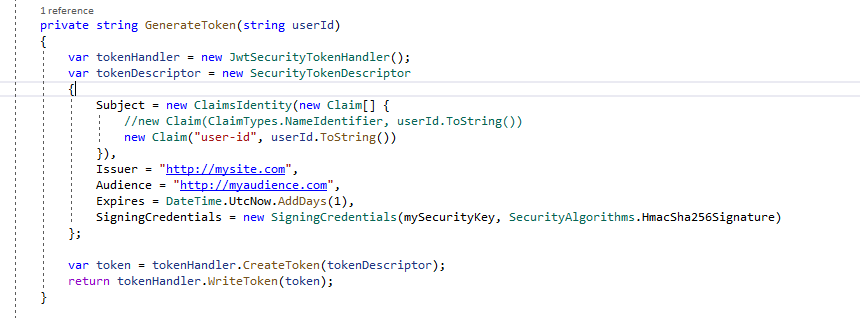 1 reference
private string GenerateToken(string userId)
{
var tokenHandler = new JwtSecurityTokenHandler();
var tokenDescriptor = new SecurityTokenDescriptor
{
Subject = new ClaimsIdentity(new Claim[] {
//new Claim(ClaimTypes.NameIdentifier, userId.ToString())
new Claim("user-id", userId.ToString())
}),
Issuer = "http://mysite.com",
Audience = "http://myaudience.com",
Expires = DateTime.UtcNow.AddDays(1),
SigningCredentials = new SigningCredentials(mySecurityKey, SecurityAlgorithms.HmacSha256Signature)
};
var token = tokenHandler.CreateToken(tokenDescriptor);
return tokenHandler.WriteToken(token);
}